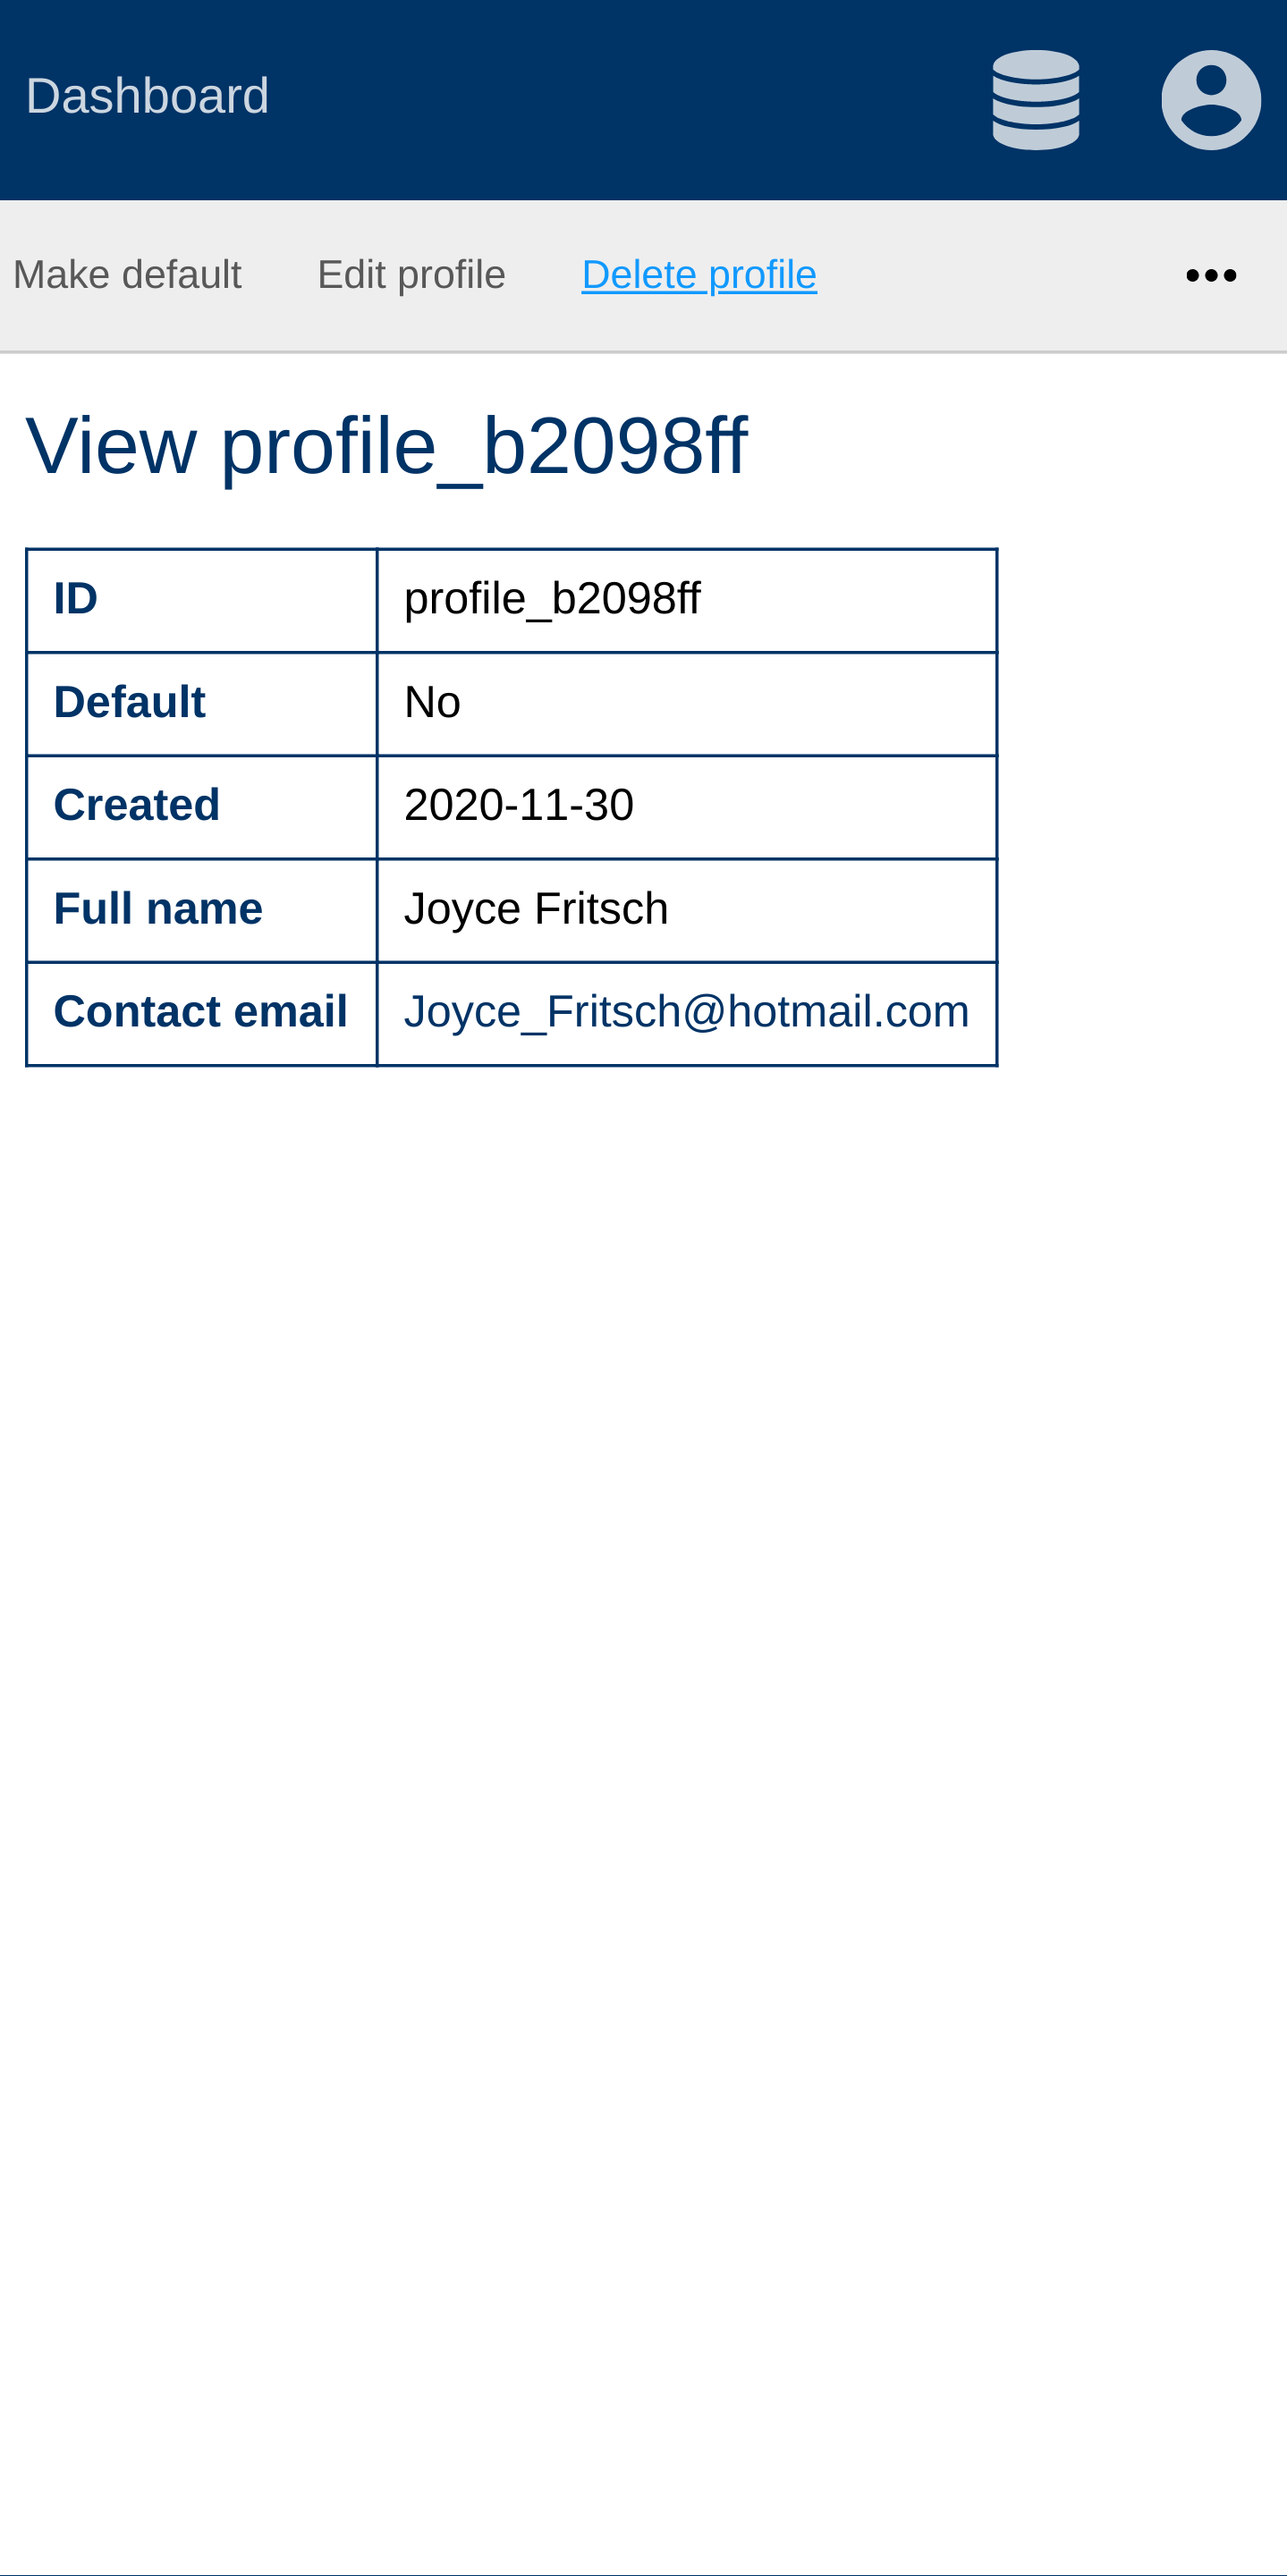 Dashboard
Make default Edit profile Delete profile
View profile_b2098ff
ID profile_b2098ff
Default No
Created 2020-11-30
Full name Joyce Fritsch
Contact email Joyce_Fritsch@hotmail.com